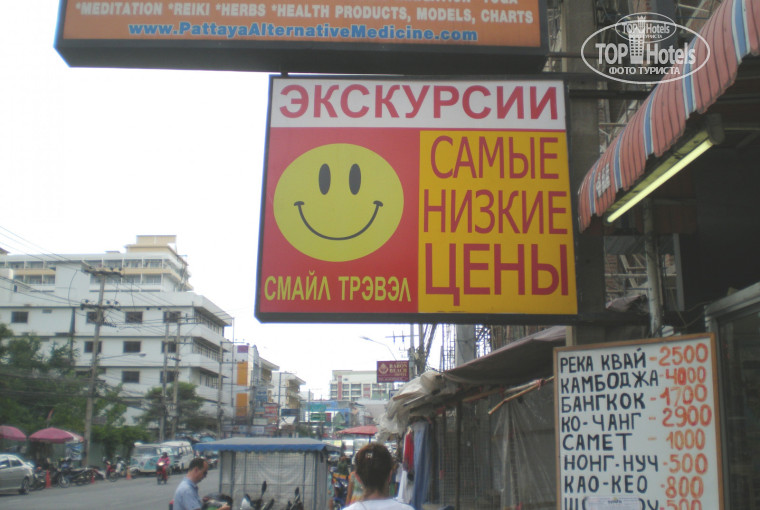 *MEDITATION *REIKI *HERBS *HEALTH PRODUCTS, MODELS, CHARTS
www.PattayaAlternativeMedicine.com
TOP Hotels
ТУРИСТА
ФОТО ТУРИСТА
ЭКСКУРСИИ
САМЫЕ
НИЗКИЕ
ЦЕНЫ
СМАЙЛ ТРЭВЭЛ
РЕКА КВАЙ - 2500
КАМБОДЖА - 4000
БАНГКОК - 1700
КО-ЧАНГ - 2900
САМЕТ - 1000
НОНГ-НУЧ - 500
КАО-КЕО - 800